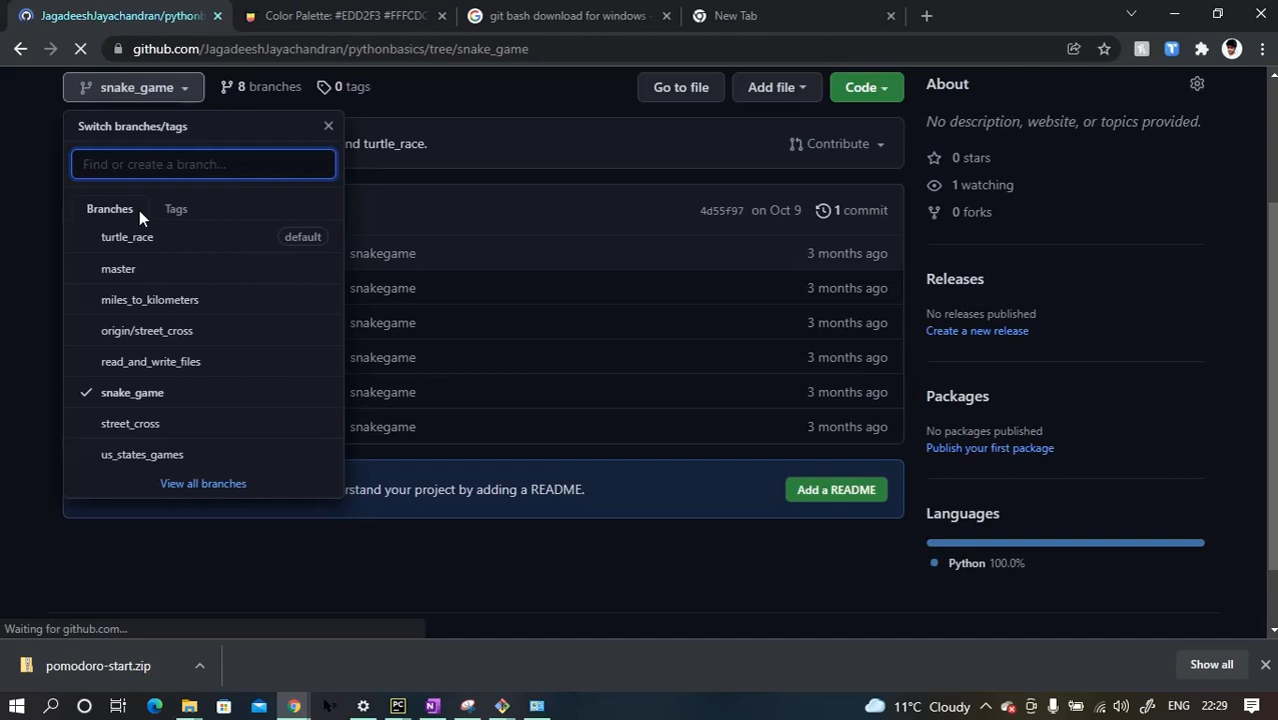 JagadeeshJayachandran/pythonb
Color Palette: #EDD2F3 #FFFCDC
git bash download for windows -
New Tab
github.com/JagadeeshJayachandran/pythonbasics/tree/snake_game
snake_game
8 branches
0 tags
Go to file
Add file
Code
About
Switch branches/tags
No description, website, or topics provided.
nd turtle_race.
Contribute
Find or create a branch...
0 stars
1 watching
Branches
Tags
4d55f97 on Oct 9
1 commit
0 forks
turtle_race
default
snakegame
3 months ago
master
Releases
snakegame
3 months ago
miles_to_kilometers
No releases published
snakegame
3 months ago
origin/street_cross
Create a new release
read_and_write_files
snakegame
3 months ago
snake_game
snakegame
3 months ago
Packages
street_cross
snakegame
3 months ago
No packages published
Publish your first package
us_states_games
View all branches
rstand your project by adding a README.
Add a README
Languages
Python 100.0%
Waiting for github.com...
pomodoro-start.zip
Show all
PC
N
11°C Cloudy
22:29